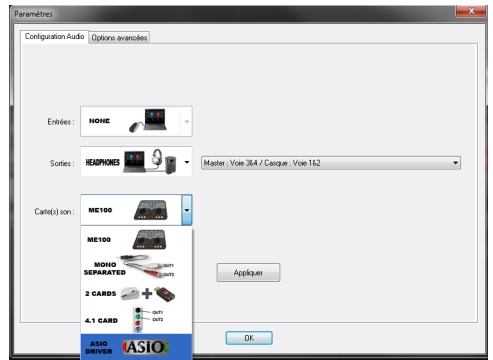 Paramètres
Configuration Audio
Options avancées
Entrées :
NONE
Sorties :
HEADPHONES
Master : Voie 3&4 / Casque : Voie 1&2
Carte(s) son :
ME100
ME100
MONO
SEPARATED
OUT1
OUT2
2 CARDS
Appliquer
4.1 CARD
OUT1
OUT2
ASIO
DRIVER
ASIO
OK